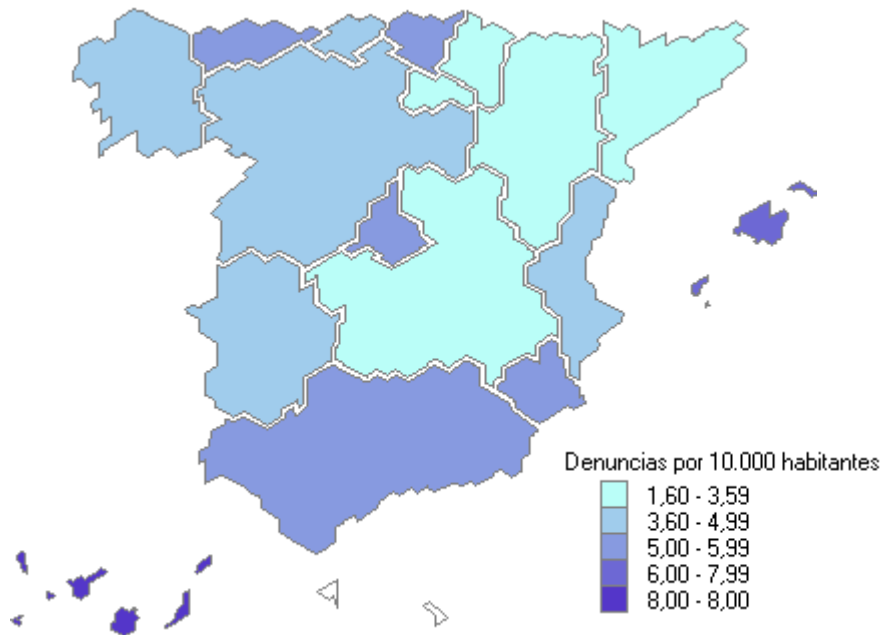 Denuncias por 10.000 habitantes
1,60 - 3,59
3,60 - 4,99
5,00 - 5,99
6,00 - 7,99
8,00 - 8,00